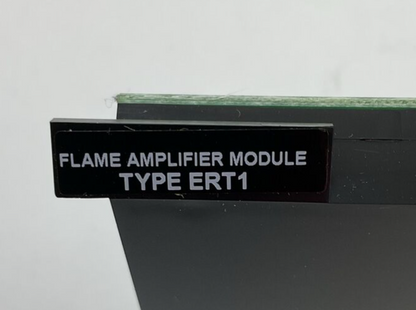 FLAME AMPLIFIER MODULE
TYPE ERT1